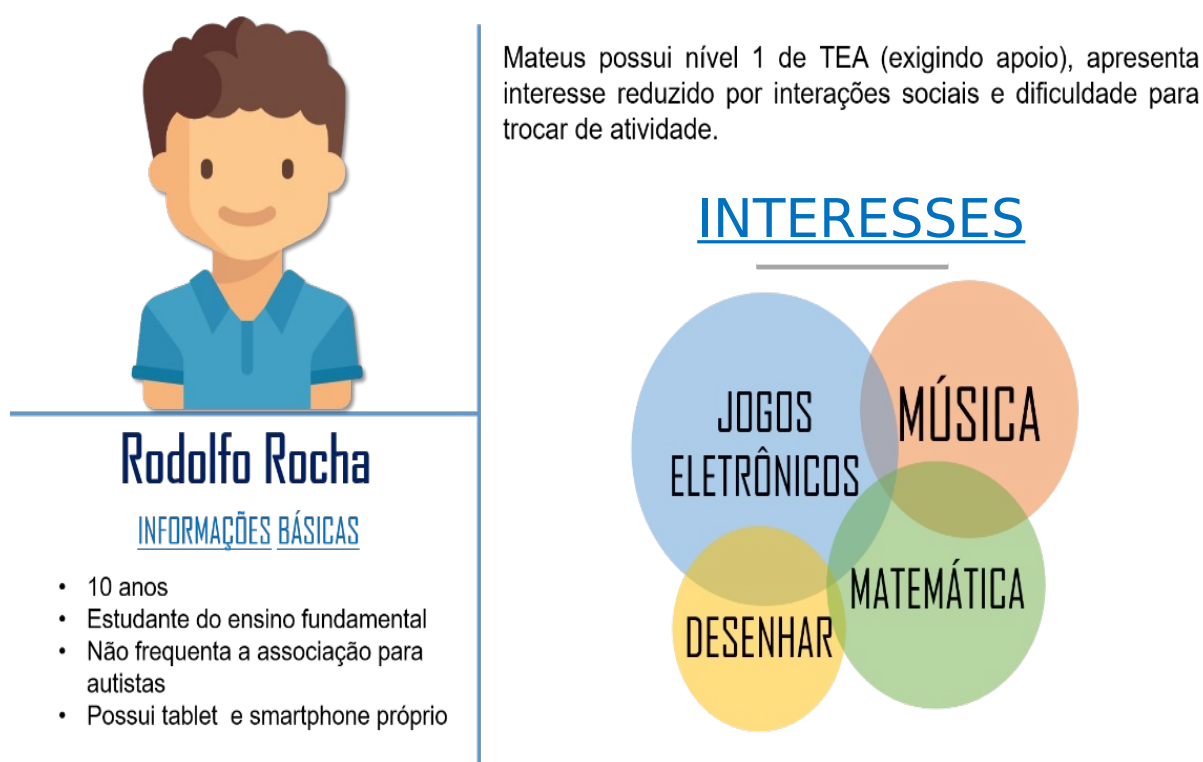 Rodolfo Rocha
INFORMAÇÕES BÁSICAS
• 10 anos
• Estudante do ensino fundamental
• Não frequenta a associação para
autistas
• Possui tablet e smartphone próprio
Mateus possui nível 1 de TEA (exigindo apoio), apresenta
interesse reduzido por interações sociais e dificuldade para
trocar de atividade.
INTERESSES
JOGOS
ELETRÔNICOS
MÚSICA
MATEMÁTICA
DESENHAR